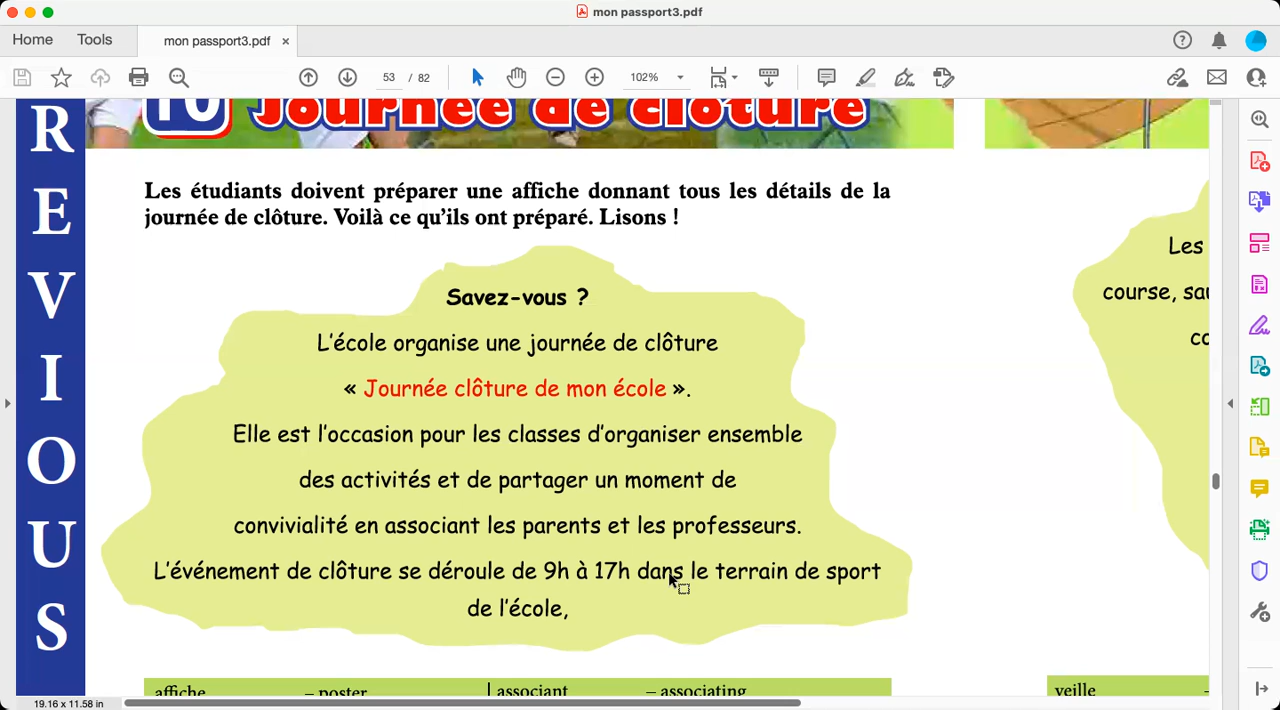 mon passport3.pdf
Home
Tools
mon passport3.pdf ×
53 / 82
102%
PREVIOUS
10 Journée de clôture
Les étudiants doivent préparer une affiche donnant tous les détails de la
journée de clôture. Voilà ce qu'ils ont préparé. Lisons !
Savez-vous ?
L'école organise une journée de clôture
« Journée clôture de mon école ».
Elle est l'occasion pour les classes d'organiser ensemble
des activités et de partager un moment de
convivialité en associant les parents et les professeurs.
L'événement de clôture se déroule de 9h à 17h dans le terrain de sport
de l'école,
Les
course, sau
co
affiche – poster associant – associating
veille –
19.16 x 11.58 in